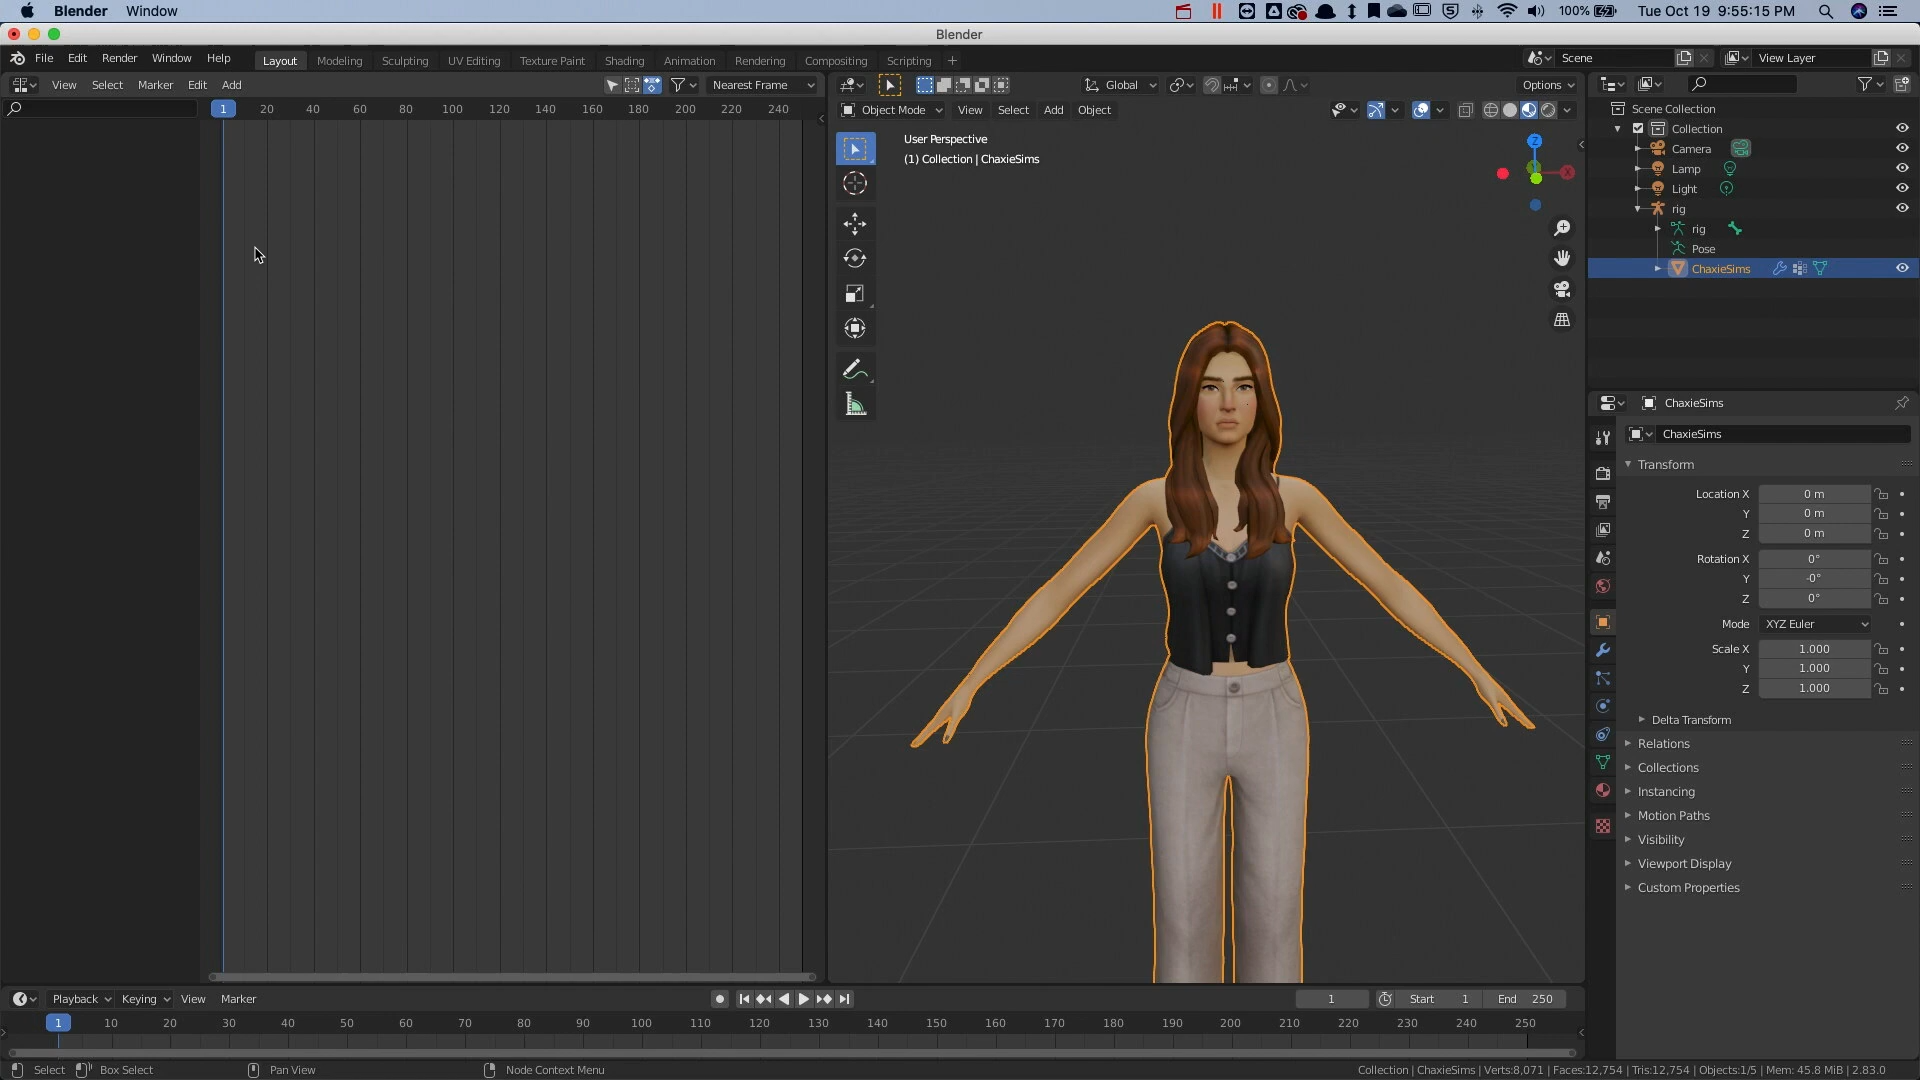 Blender Window
100% Tue Oct 19 9:55:15 PM
Blender
File Edit Render Window Help Layout Modeling Sculpting UV Editing Texture Paint Shading Animation Rendering Compositing Scripting + Scene View Layer
View Select Marker Edit Add Nearest Frame Global Options
1 20 40 60 80 100 120 140 160 180 200 220 240
Object Mode View Select Add Object
User Perspective
(1) Collection | ChaxieSims
Z
X
Scene Collection
Collection
Camera
Lamp
Light
rig
rig
Pose
ChaxieSims
ChaxieSims
ChaxieSims
Transform
Location X 0 m
Y 0 m
Z 0 m
Rotation X 0°
Y -0°
Z 0°
Mode XYZ Euler
Scale X 1.000
Y 1.000
Z 1.000
Delta Transform
Relations
Collections
Instancing
Motion Paths
Visibility
Viewport Display
Custom Properties
Playback Keying View Marker 1 Start 1 End 250
1 10 20 30 40 50 60 70 80 90 100 110 120 130 140 150 160 170 180 190 200 210 220 230 240 250
Select Box Select Pan View Node Context Menu Collection | ChaxieSims | Verts:8,071 | Faces:12,754 | Tris:12,754 | Objects:1/5 | Mem: 45.8 MiB | 2.83.0